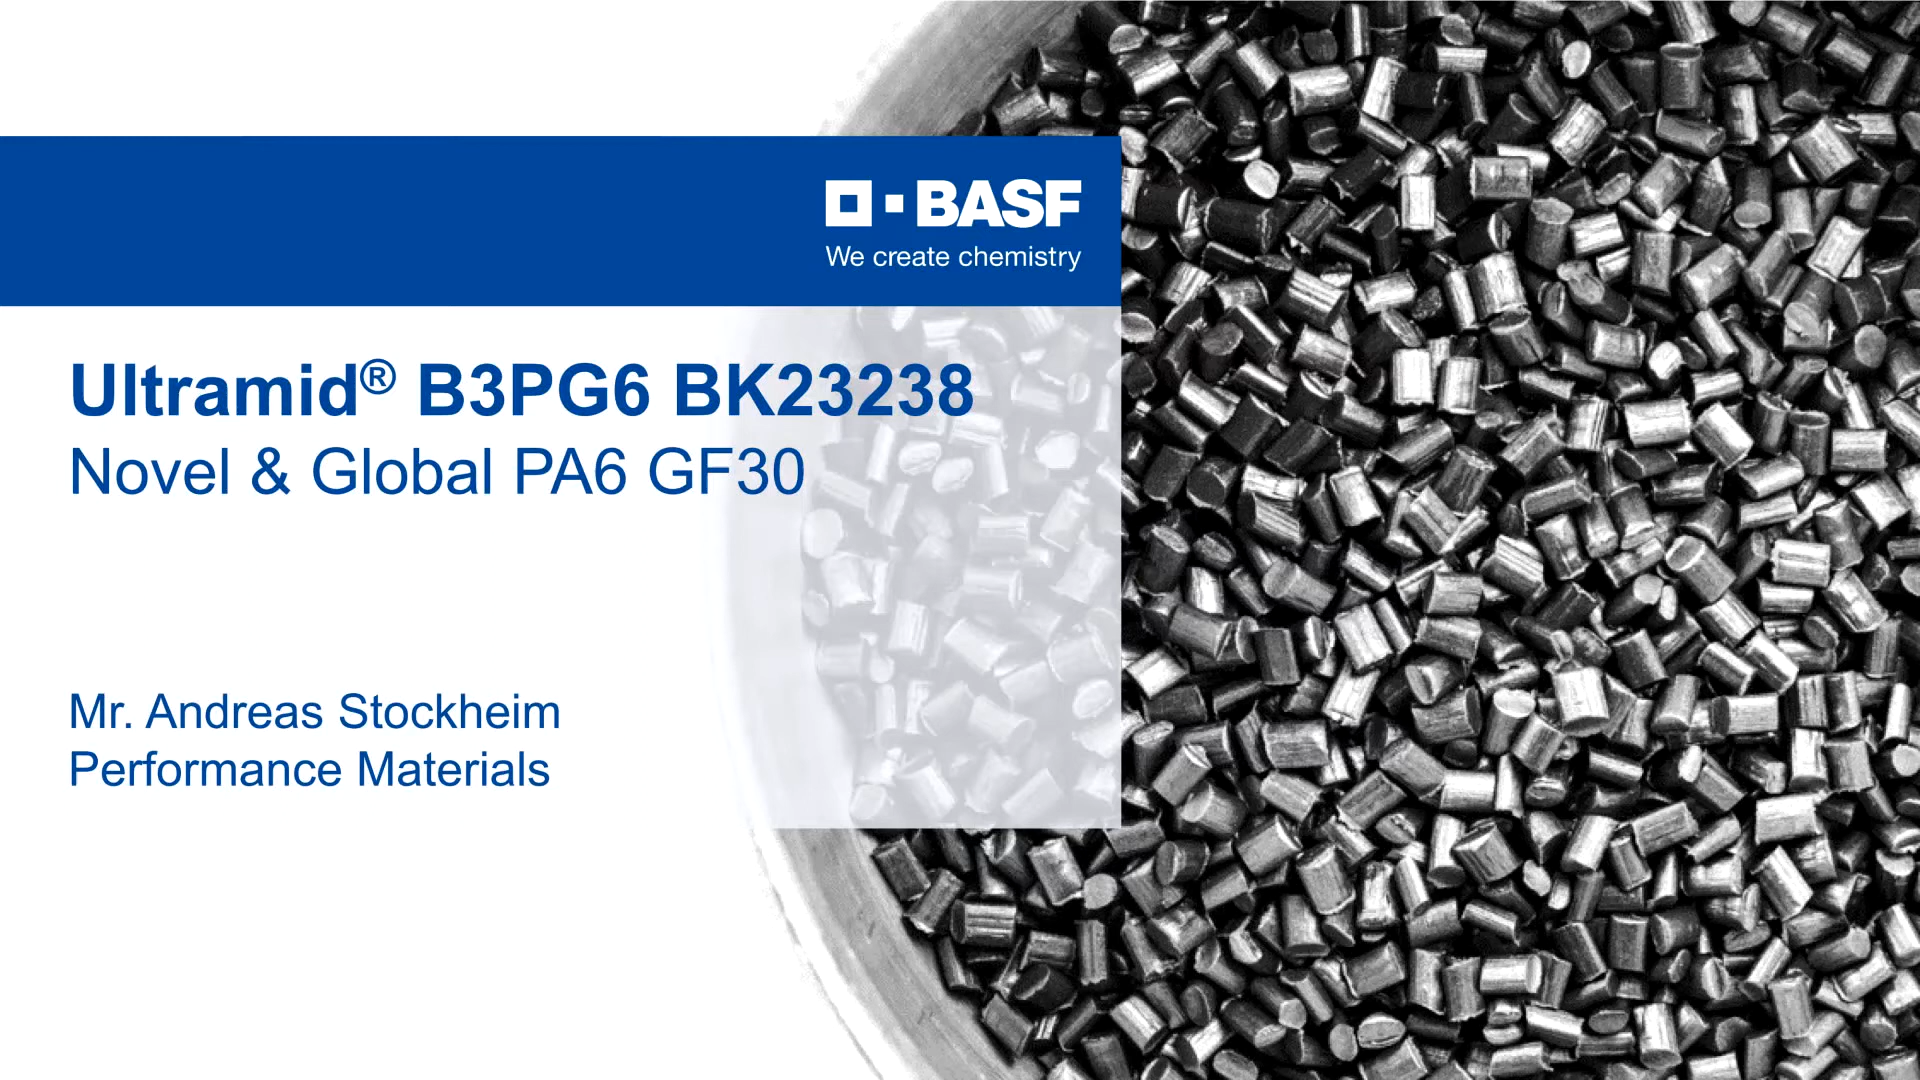 BASF
We create chemistry
Ultramid® B3PG6 BK23238
Novel & Global PA6 GF30
Mr. Andreas Stockheim
Performance Materials